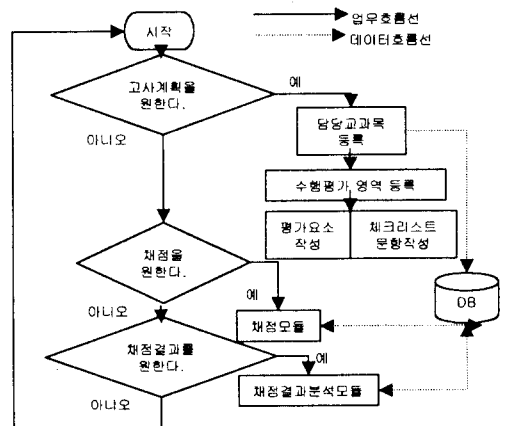 시작
업무흐름선
데이터흐름선
고사계획을
원한다.
예
아니오
담당교과목
등록
수행평가 영역 등록
평가요소
작성
체크리스트
문항작성
채점을
원한다.
예
DB
아니오
채점모듈
채점결과를
원한다.
예
채점결과분석모듈
아니오